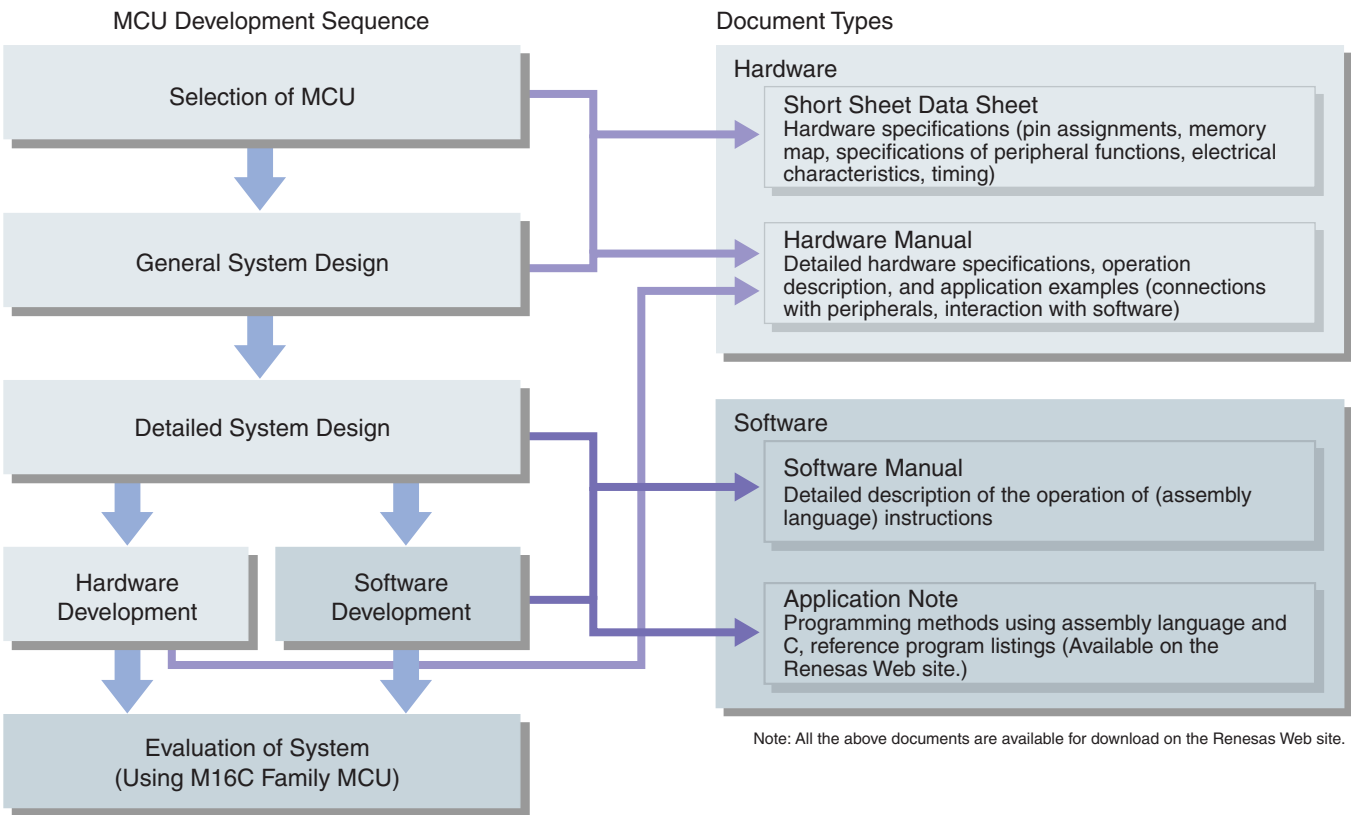 MCU Development Sequence
Selection of MCU
General System Design
Detailed System Design
Hardware
Development
Software
Development
Evaluation of System
(Using M16C Family MCU)
Document Types
Hardware
Short Sheet Data Sheet
Hardware specifications (pin assignments, memory
map, specifications of peripheral functions, electrical
characteristics, timing)
Hardware Manual
Detailed hardware specifications, operation
description, and application examples (connections
with peripherals, interaction with software)
Software
Software Manual
Detailed description of the operation of (assembly
language) instructions
Application Note
Programming methods using assembly language and
C, reference program listings (Available on the
Renesas Web site.)
Note: All the above documents are available for download on the Renesas Web site.